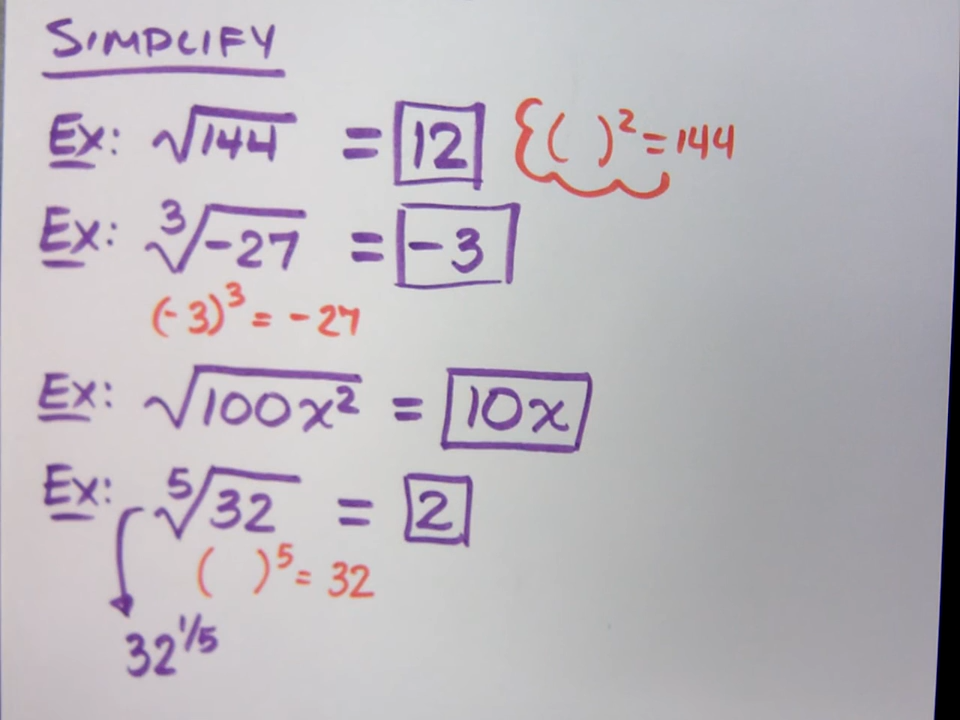 SIMPLIFY
Ex: √144 = 12 { ( )² = 144
Ex: ³√-27 = -3
(-3)³ = -27
Ex: √100x² = 10x
Ex: ⁵√32 = 2
( )⁵ = 32
32^1/5